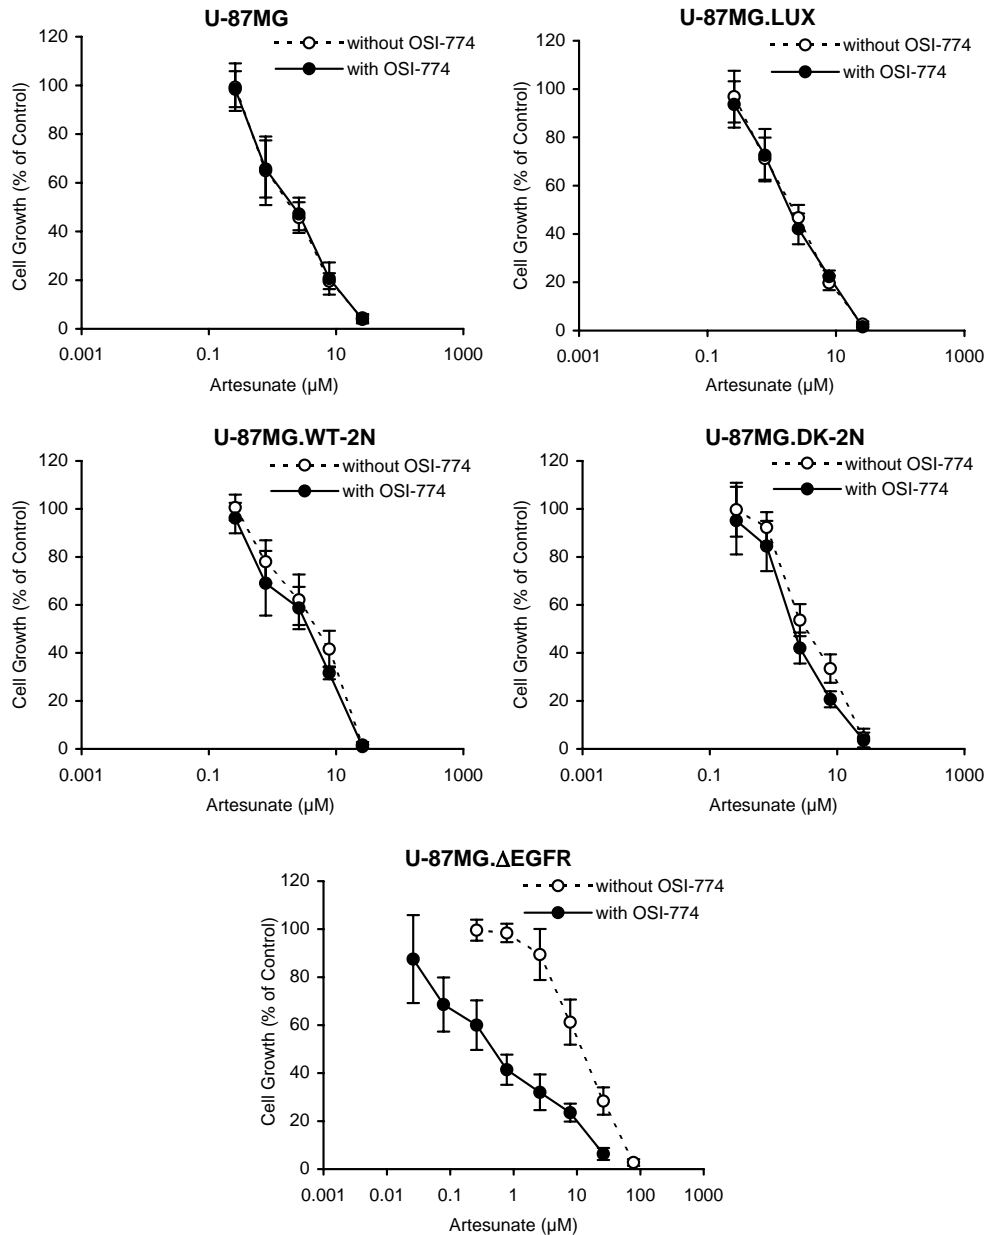 U-87MG
without OSI-774
with OSI-774
120
100
80
60
40
20
0
Cell Growth (% of Control)
0.001
0.1
10
1000
Artesunate (µM)
U-87MG.LUX
without OSI-774
with OSI-774
120
100
80
60
40
20
0
Cell Growth (% of Control)
0.001
0.1
10
1000
Artesunate (µM)
U-87MG.WT-2N
without OSI-774
with OSI-774
120
100
80
60
40
20
0
Cell Growth (% of Control)
0.001
0.1
10
1000
Artesunate (µM)
U-87MG.DK-2N
without OSI-774
with OSI-774
120
100
80
60
40
20
0
Cell Growth (% of Control)
0.001
0.1
10
1000
Artesunate (µM)
U-87MG.ΔEGFR
without OSI-774
with OSI-774
120
100
80
60
40
20
0
Cell Growth (% of Control)
0.001
0.01
0.1
1
10
100
1000
Artesunate (µM)